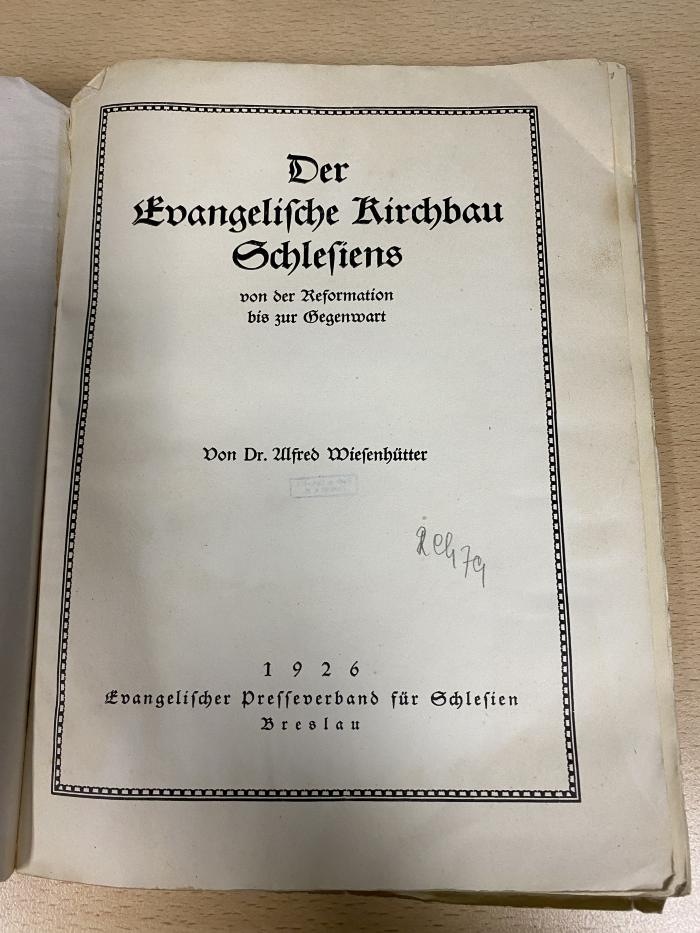 Der
Evangeliſche Kirchbau
Schleſiens
von der Reformation
bis zur Gegenwart
Von Dr. Alfred Wieſenhütter
1926
Evangeliſcher Preſſeverband für Schleſien
Breslau